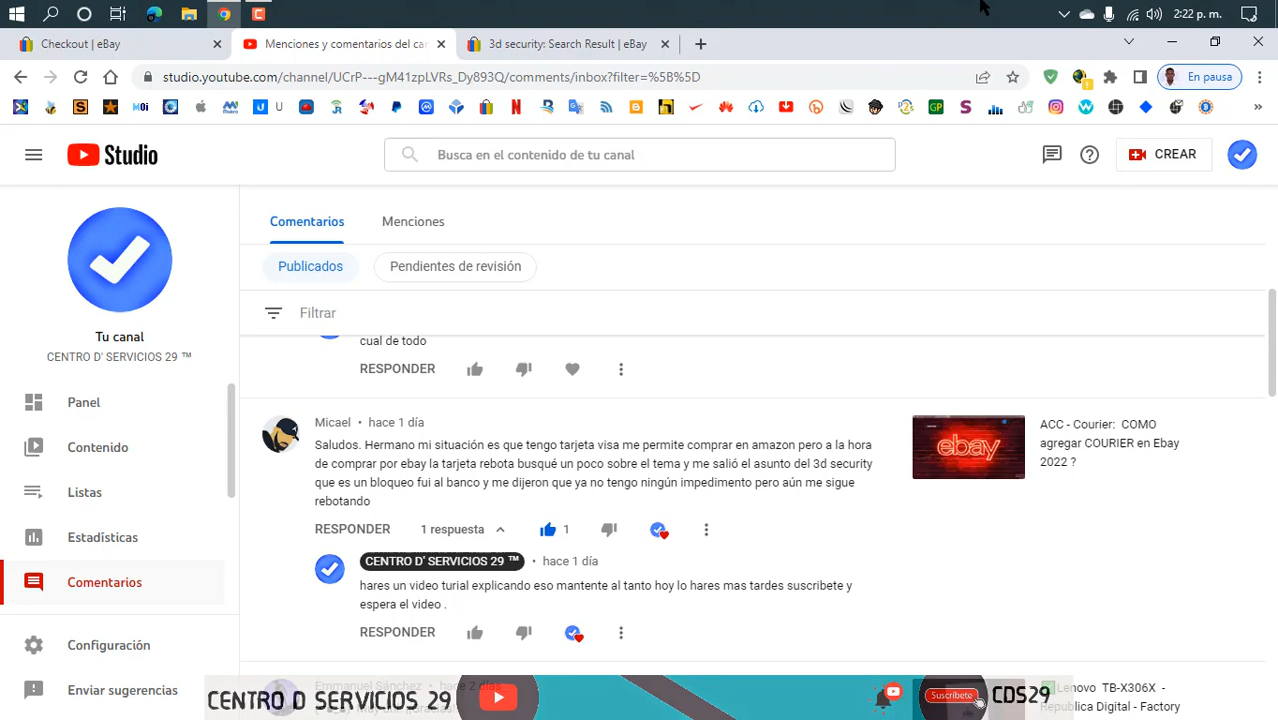 2:22 p. m.
Checkout | eBay
Menciones y comentarios del ca
3d security: Search Result | eBay
studio.youtube.com/channel/UCrP---gM41zpLVRs_Dy893Q/comments/inbox?filter=%5B%5D
En pausa
Studio
Busca en el contenido de tu canal
CREAR
Comentarios
Menciones
Publicados
Pendientes de revisión
Filtrar
Tu canal
CENTRO D' SERVICIOS 29 ™
Panel
Contenido
Listas
Estadísticas
Comentarios
Configuración
Enviar sugerencias
cual de todo
RESPONDER
Micael • hace 1 día
Saludos. Hermano mi situación es que tengo tarjeta visa me permite comprar en amazon pero a la hora
de comprar por ebay la tarjeta rebota busqué un poco sobre el tema y me salió el asunto del 3d security
que es un bloqueo fui al banco y me dijeron que ya no tengo ningún impedimento pero aún me sigue
rebotando
RESPONDER 1 respuesta 1
ebay
ACC - Courier: COMO
agregar COURIER en Ebay
2022 ?
CENTRO D' SERVICIOS 29 ™ • hace 1 día
hares un video turial explicando eso mantente al tanto hoy lo hares mas tardes suscribete y
espera el video .
RESPONDER
Emmanuel Sánchez • hace 2 días
Lenovo TB-X306X -
Republica Digital - Factory
CENTRO D SERVICIOS 29
Suscríbete
CDS29